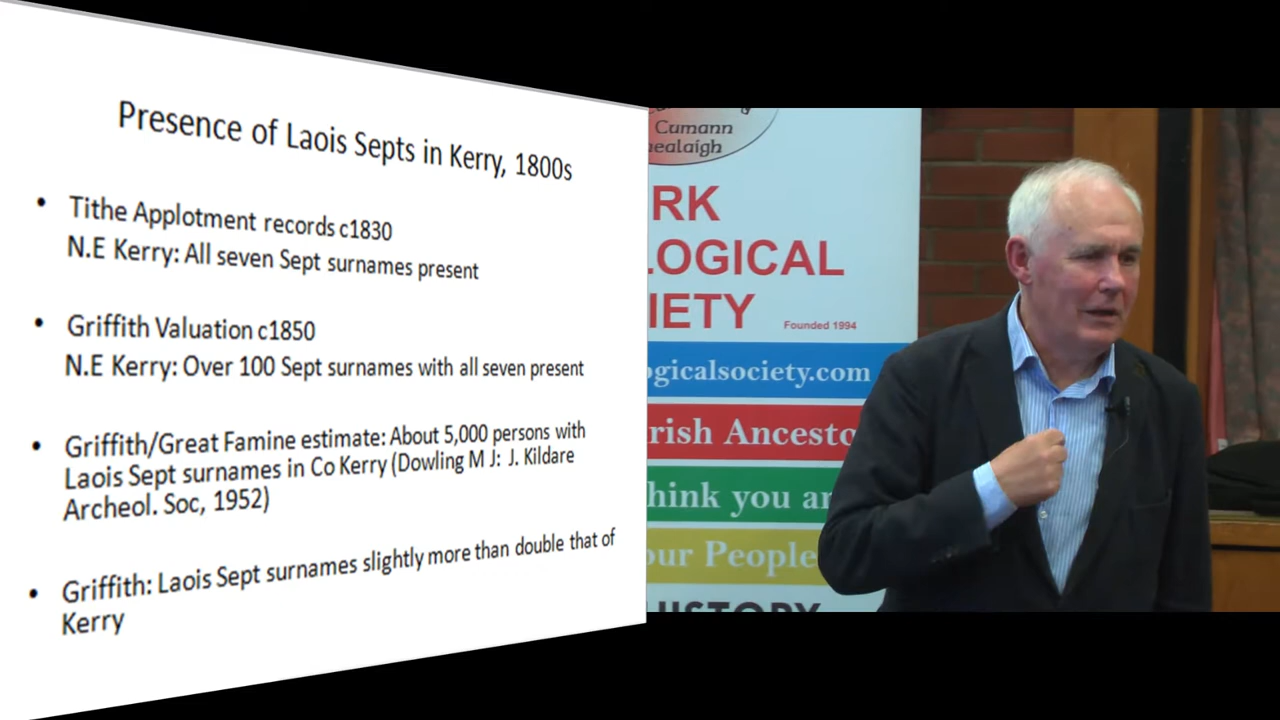 Presence of Laois Septs in Kerry, 1800s
• Tithe Applotment records c1830
N.E Kerry: All seven Sept surnames present
• Griffith Valuation c1850
N.E Kerry: Over 100 Sept surnames with all seven present
• Griffith/Great Famine estimate: About 5,000 persons with
Laois Sept surnames in Co Kerry (Dowling M J: J. Kildare
Archeol. Soc, 1952)
• Griffith: Laois Sept surnames slightly more than double that of
Kerry
Cumann
nealaigh
RK
LOGICAL
IETY
Founded 1994
ogicalsociety.com
rish Ancesto
hink you ar
our People
HISTORY